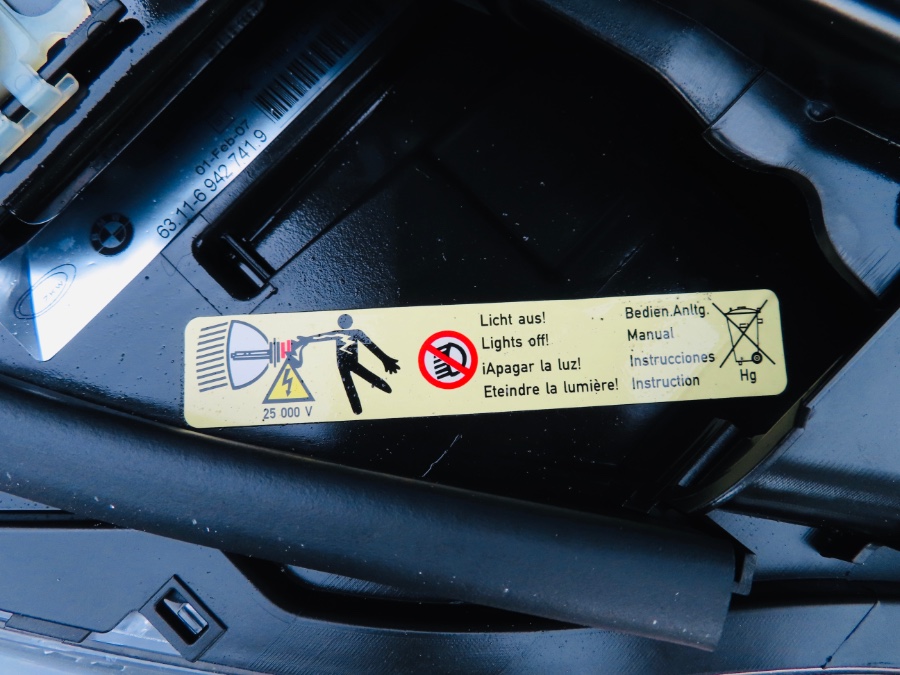 01-Feb-07
63.11-6 942 741.9
25 000 V
Licht aus!
Lights off!
¡Apagar la luz!
Eteindre la lumière!
Bedien.Anltg.
Manual
Instrucciones
Instruction
Hg